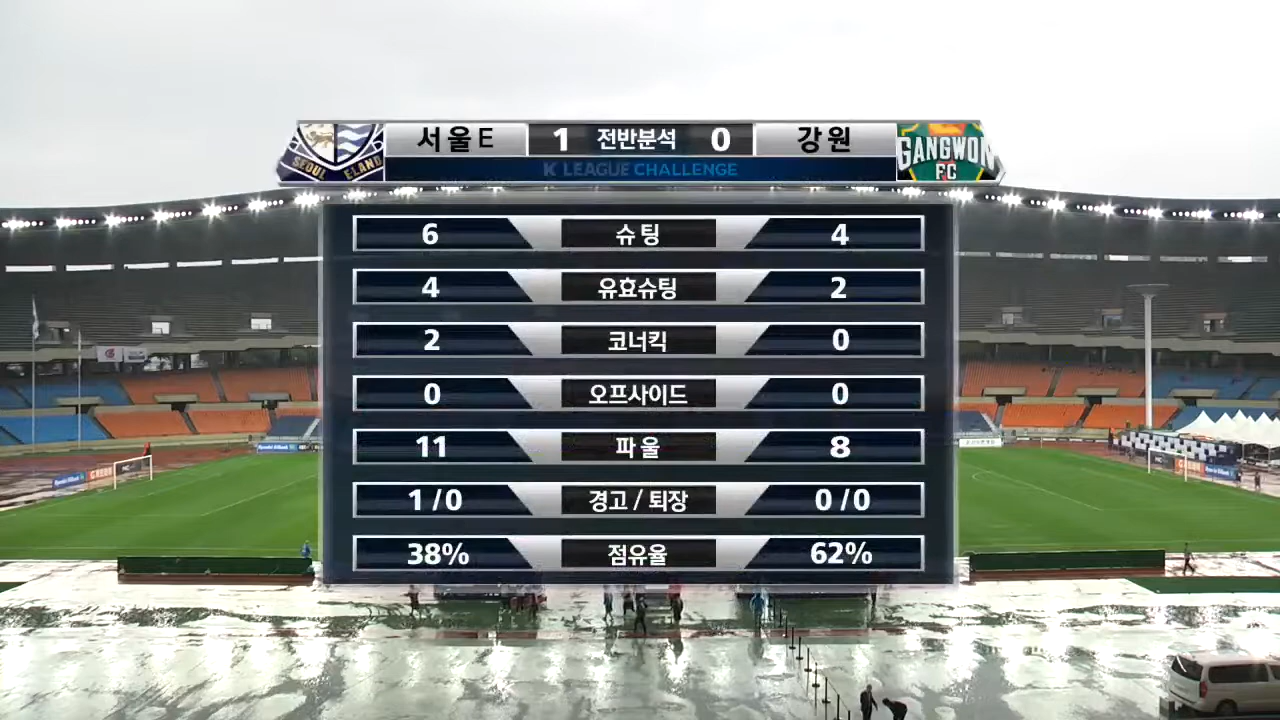 서울E 1 전반분석 0 강원
SEOUL ELAND
GANGWON FC
K LEAGUE CHALLENGE
6 슈팅 4
4 유효슈팅 2
2 코너킥 0
0 오프사이드 0
11 파울 8
1/0 경고/퇴장 0/0
38% 점유율 62%